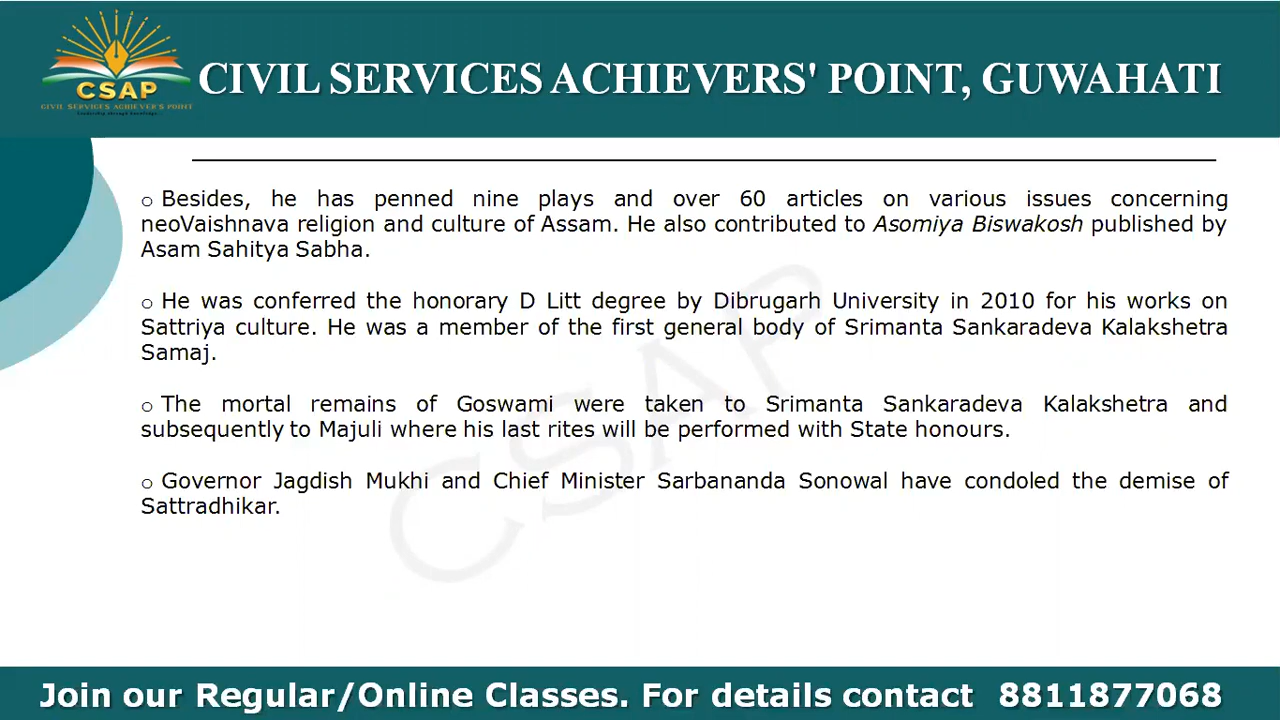 CSAP
CIVIL SERVICES ACHIEVER'S POINT
Leadership through knowledge...
CIVIL SERVICES ACHIEVERS' POINT, GUWAHATI
o Besides, he has penned nine plays and over 60 articles on various issues concerning
neoVaishnava religion and culture of Assam. He also contributed to Asomiya Biswakosh published by
Asam Sahitya Sabha.
o He was conferred the honorary D Litt degree by Dibrugarh University in 2010 for his works on
Sattriya culture. He was a member of the first general body of Srimanta Sankaradeva Kalakshetra
Samaj.
o The mortal remains of Goswami were taken to Srimanta Sankaradeva Kalakshetra and
subsequently to Majuli where his last rites will be performed with State honours.
o Governor Jagdish Mukhi and Chief Minister Sarbananda Sonowal have condoled the demise of
Sattradhikar.
CSAP
Join our Regular/Online Classes. For details contact 8811877068